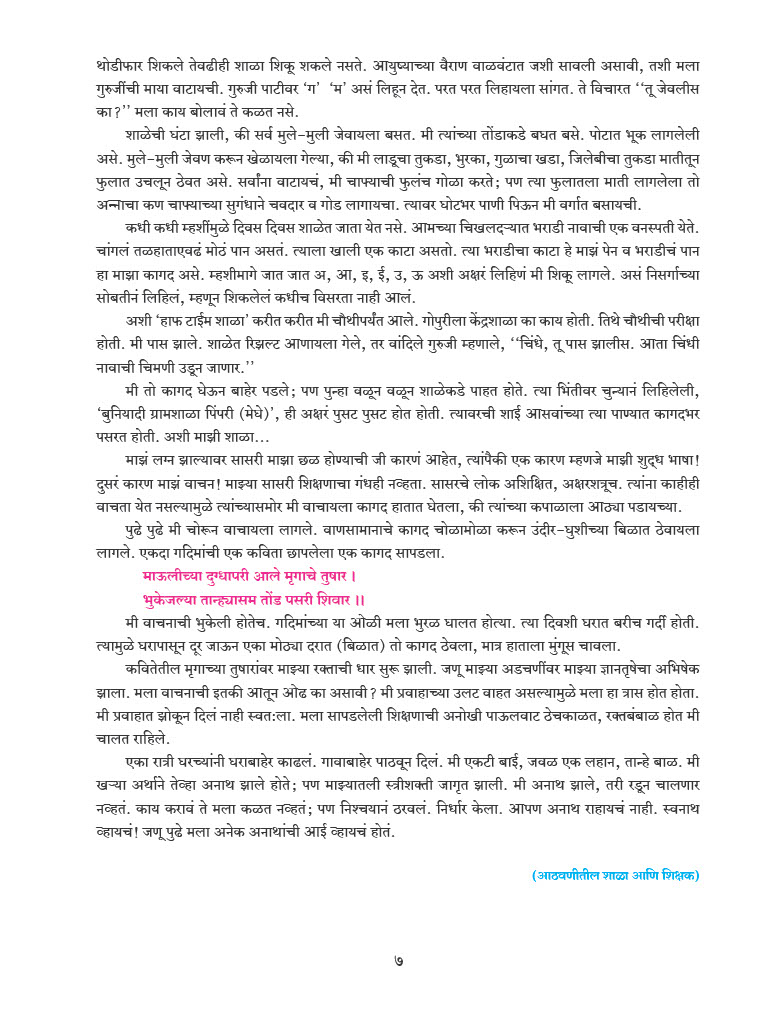 थोडीफार शिकले तेवढीही शाळा शिकू शकले नसते. आयुष्याच्या वैराण वाळवंटात जशी सावली असावी, तशी मला
गुरुजींची माया वाटायची. गुरुजी पाटीवर ‘ग’ ‘म’ असं लिहून देत. परत परत लिहायला सांगत. ते विचारत ‘‘तू जेवलीस
का?’’ मला काय बोलावं ते कळत नसे.
शाळेची घंटा झाली, की सर्व मुले-मुली जेवायला बसत. मी त्यांच्या तोंडाकडे बघत बसे. पोटात भूक लागलेली
असे. मुले-मुली जेवण करून खेळायला गेल्या, की मी लाडूचा तुकडा, भुरका, गुळाचा खडा, जिलेबीचा तुकडा मातीतून
फुलात उचलून ठेवत असे. सर्वांना वाटायचं, मी चाफ्याची फुलंच गोळा करते; पण त्या फुलातला माती लागलेला तो
अन्नाचा कण चाफ्याच्या सुगंधाने चवदार व गोड लागायचा. त्यावर घोटभर पाणी पिऊन मी वर्गात बसायची.
कधी कधी म्हशींमुळे दिवस दिवस शाळेत जाता येत नसे. आमच्या चिखलदऱ्यात भराडी नावाची एक वनस्पती येते.
चांगलं तळहाताएवढं मोठं पान असतं. त्याला खाली एक काटा असतो. त्या भराडीचा काटा हे माझं पेन व भराडीचं पान
हा माझा कागद असे. म्हशीमागे जात जात अ, आ, इ, ई, उ, ऊ अशी अक्षरं लिहिणं मी शिकू लागले. असं निसर्गाच्या
सोबतीनं लिहिलं, म्हणून शिकलेलं कधीच विसरता नाही आलं.
अशी ‘हाफ टाईम शाळा’ करीत करीत मी चौथीपर्यंत आले. गोपुरीला केंद्रशाळा का काय होती. तिथे चौथीची परीक्षा
होती. मी पास झाले. शाळेत रिझल्ट आणायला गेले, तर वांदिले गुरुजी म्हणाले, ‘‘चिंधे, तू पास झालीस. आता चिंधी
नावाची चिमणी उडून जाणार.’’
मी तो कागद घेऊन बाहेर पडले; पण पुन्हा वळून वळून शाळेकडे पाहत होते. त्या भिंतीवर चुन्यानं लिहिलेली,
‘बुनियादी ग्रामशाळा पिंपरी (मेघे)’, ही अक्षरं पुसट पुसट होत होती. त्यावरची शाई आसवांच्या त्या पाण्यात कागदभर
पसरत होती. अशी माझी शाळा...
माझं लग्न झाल्यावर सासरी माझा छळ होण्याची जी कारणं आहेत, त्यांपैकी एक कारण म्हणजे माझी शुद्ध भाषा!
दुसरं कारण माझं वाचन! माझ्या सासरी शिक्षणाचा गंधही नव्हता. सासरचे लोक अशिक्षित, अक्षरशत्रूच. त्यांना काहीही
वाचता येत नसल्यामुळे त्यांच्यासमोर मी वाचायला कागद हातात घेतला, की त्यांच्या कपाळाला आठ्या पडायच्या.
पुढे पुढे मी चोरून वाचायला लागले. वाणसामानाचे कागद चोळामोळा करून उंदीर-घुशीच्या बिळात ठेवायला
लागले. एकदा गदिमांची एक कविता छापलेला एक कागद सापडला.
माऊलीच्या दुग्धापरी आले मृगाचे तुषार ।
भुकेजल्या तान्ह्यासम तोंड पसरी शिवार ।।
मी वाचनाची भुकेली होतेच. गदिमांच्या या ओळी मला भुरळ घालत होत्या. त्या दिवशी घरात बरीच गर्दी होती.
त्यामुळे घरापासून दूर जाऊन एका मोठ्या दरात (बिळात) तो कागद ठेवला, मात्र हाताला मुंगूस चावला.
कवितेतील मृगाच्या तुषारांवर माझ्या रक्ताची धार सुरू झाली. जणू माझ्या अडचणींवर माझ्या ज्ञानतृषेचा अभिषेक
झाला. मला वाचनाची इतकी आतून ओढ का असावी? मी प्रवाहाच्या उलट वाहत असल्यामुळे मला हा त्रास होत होता.
मी प्रवाहात झोकून दिलं नाही स्वत:ला. मला सापडलेली शिक्षणाची अनोखी पाऊलवाट ठेचकाळत, रक्तबंबाळ होत मी
चालत राहिले.
एका रात्री घरच्यांनी घराबाहेर काढलं. गावाबाहेर पाठवून दिलं. मी एकटी बाई, जवळ एक लहान, तान्हे बाळ. मी
खऱ्या अर्थाने तेव्हा अनाथ झाले होते; पण माझ्यातली स्त्रीशक्ती जागृत झाली. मी अनाथ झाले, तरी रडून चालणार
नव्हतं. काय करावं ते मला कळत नव्हतं; पण निश्चयानं ठरवलं. निर्धार केला. आपण अनाथ राहायचं नाही. स्वनाथ
व्हायचं! जणू पुढे मला अनेक अनाथांची आई व्हायचं होतं.
(आठवणीतील शाळा आणि शिक्षक)
७